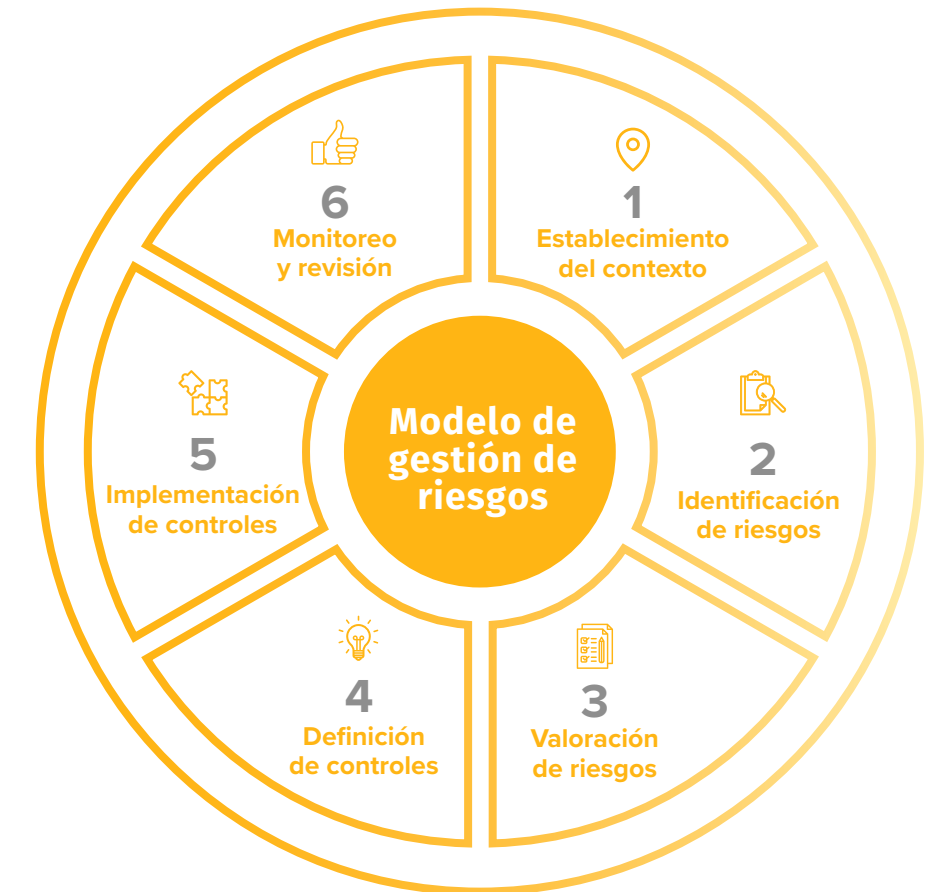 Modelo de
gestión de
riesgos
1
Establecimiento
del contexto
2
Identificación
de riesgos
3
Valoración
de riesgos
4
Definición
de controles
5
Implementación
de controles
6
Monitoreo
y revisión